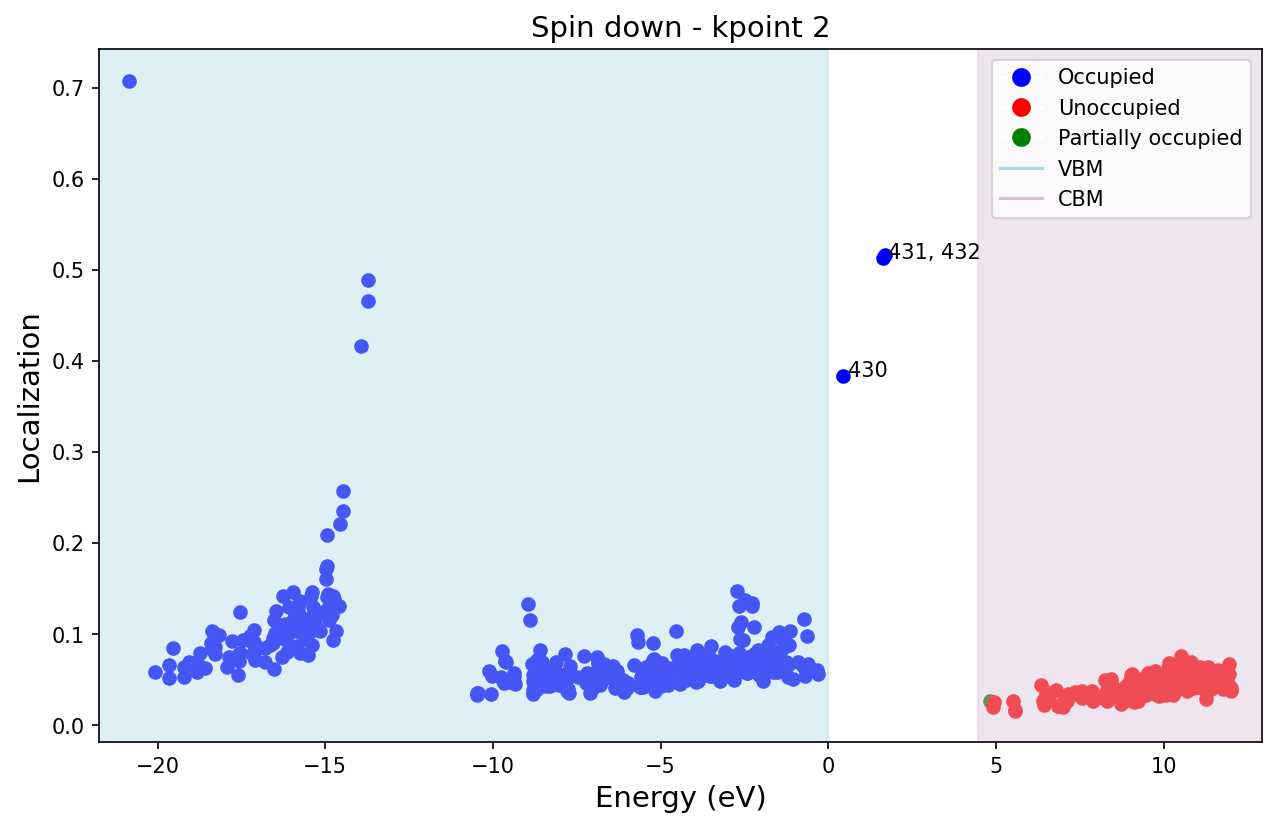 Spin down - kpoint 2
Localization
0.7
0.6
0.5
0.4
0.3
0.2
0.1
0.0
Occupied
Unoccupied
Partially occupied
VBM
CBM
431, 432
430
−20
−15
−10
−5
0
5
10
Energy (eV)